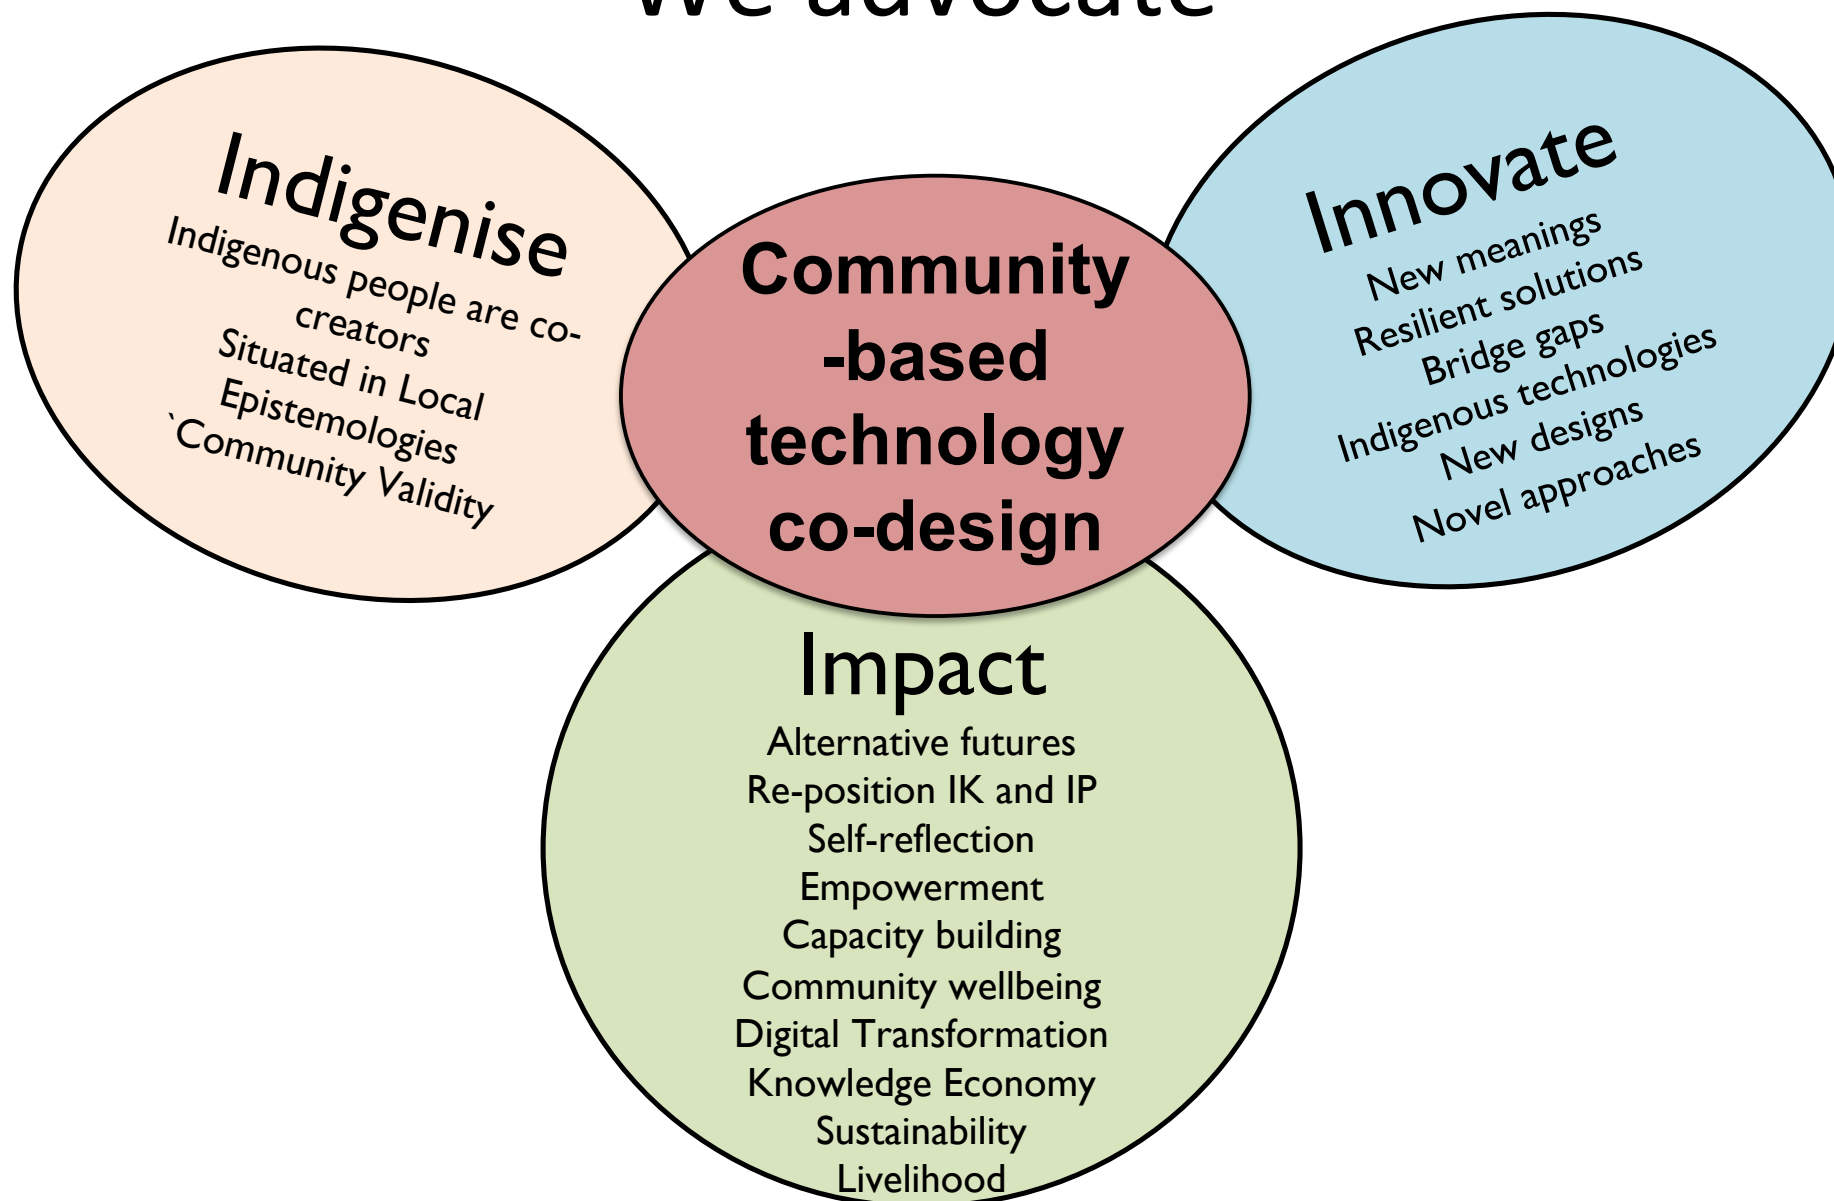 We advocate
Indigenise
Indigenous people are co-
creators
Situated in Local
Epistemologies
`Community Validity
Community
-based
technology
co-design
Innovate
New meanings
Resilient solutions
Bridge gaps
Indigenous technologies
New designs
Novel approaches
Impact
Alternative futures
Re-position IK and IP
Self-reflection
Empowerment
Capacity building
Community wellbeing
Digital Transformation
Knowledge Economy
Sustainability
Livelihood